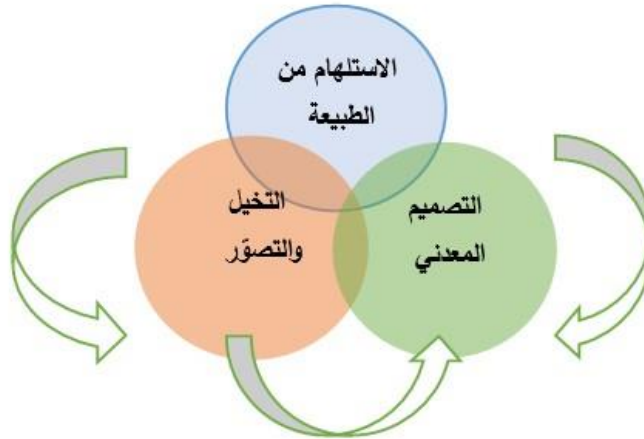 الاستلهام من
الطبيعة
التصميم
المعدني
التخيل
والتصوّر